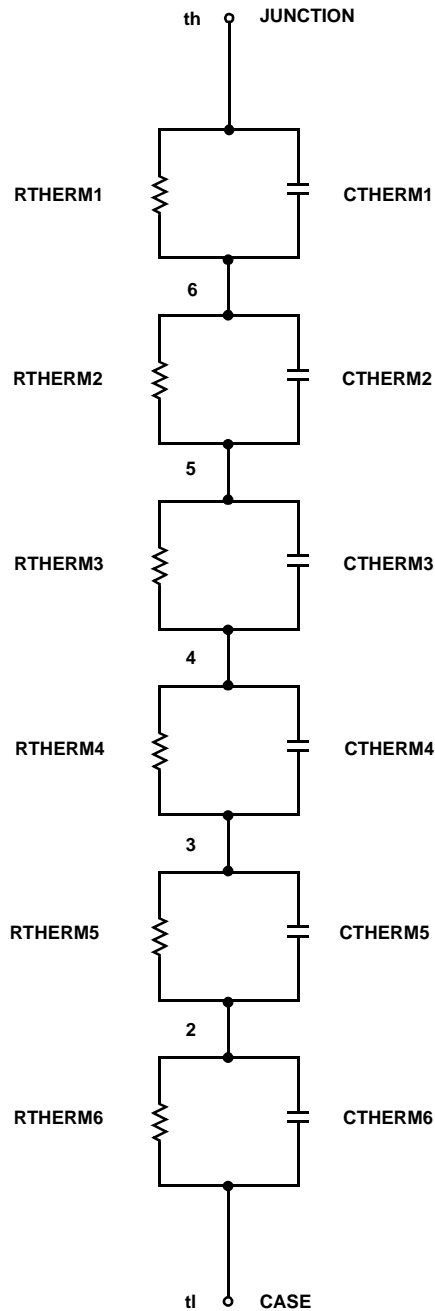 th JUNCTION
RTHERM1 CTHERM1
6
RTHERM2 CTHERM2
5
RTHERM3 CTHERM3
4
RTHERM4 CTHERM4
3
RTHERM5 CTHERM5
2
RTHERM6 CTHERM6
tl CASE